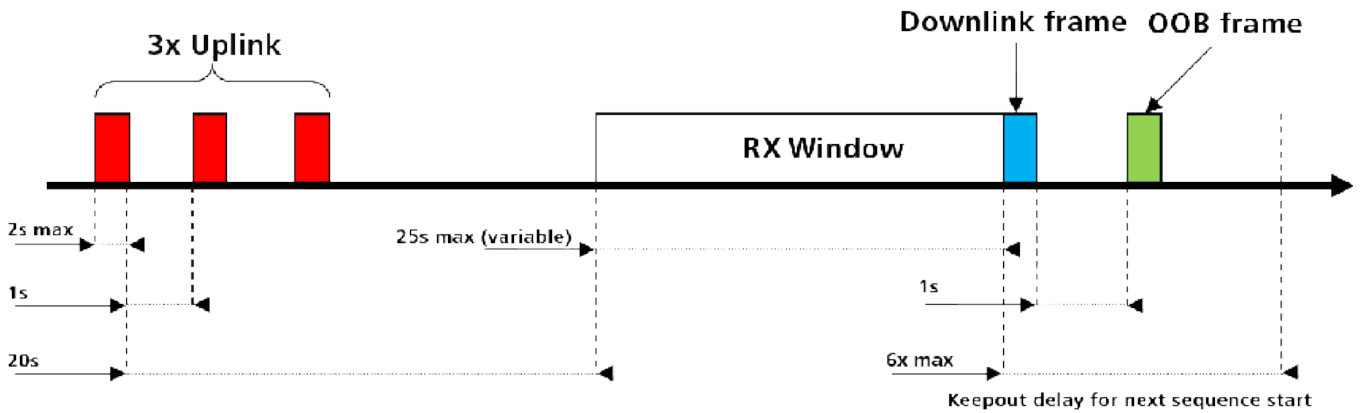 Downlink frame OOB frame
3x Uplink
RX Window
2s max
25s max (variable)
1s
1s
20s
6x max
Keepout delay for next sequence start